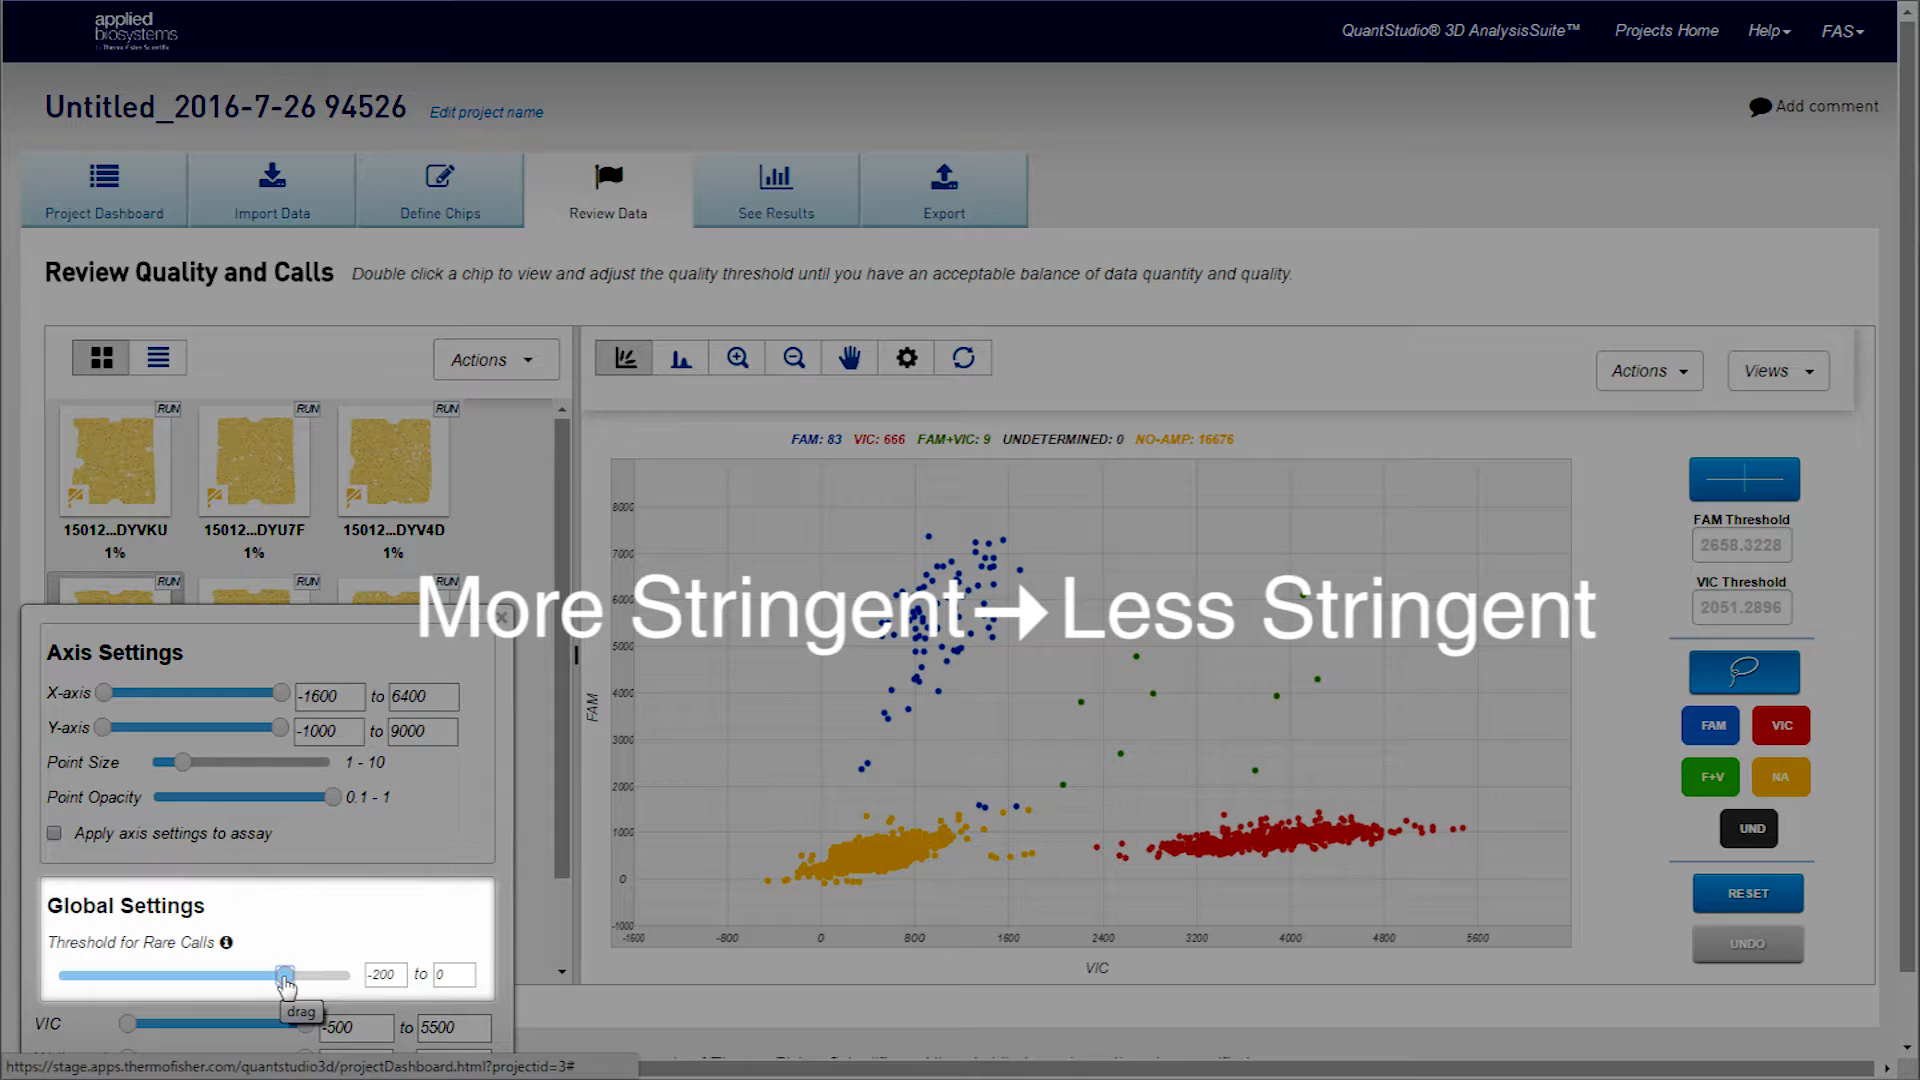 applied
biosystems
by Thermo Fisher Scientific
QuantStudio® 3D AnalysisSuite™
Projects Home
Help
FAS
Untitled_2016-7-26 94526
Edit project name
Add comment
Project Dashboard
Import Data
Define Chips
Review Data
See Results
Export
Review Quality and Calls
Double click a chip to view and adjust the quality threshold until you have an acceptable balance of data quantity and quality.
Actions
Actions
Views
RUN
RUN
RUN
15012...DYVKU
15012...DYU7F
15012...DYV4D
1%
1%
1%
RUN
RUN
RUN
FAM: 83 VIC: 666 FAM+VIC: 9 UNDETERMINED: 0 NO-AMP: 16676
More Stringent→Less Stringent
8000
7000
6000
5000
4000
3000
2000
1000
0
-1000
FAM
-1600
-800
0
800
1600
2400
3200
4000
4800
5600
VIC
FAM Threshold
2658.3228
VIC Threshold
2051.2896
FAM
VIC
F+V
NA
UND
RESET
UNDO
Axis Settings
X-axis
-1600 to 6400
Y-axis
-1000 to 9000
Point Size
1 - 10
Point Opacity
0.1 - 1
Apply axis settings to assay
Global Settings
Threshold for Rare Calls
-200 to 0
drag
VIC
-500 to 5500
https://stage.apps.thermofisher.com/quantstudio3d/projectDashboard.html?projectid=3#